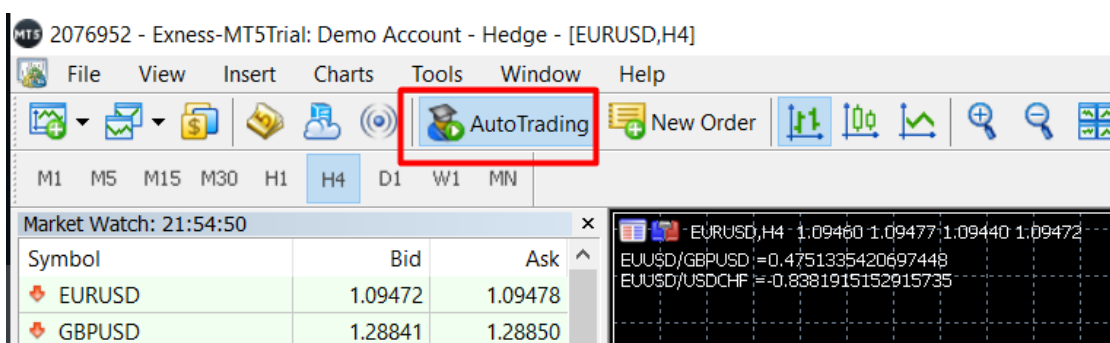 MT5 2076952 - Exness-MT5Trial: Demo Account - Hedge - [EURUSD,H4]
File View Insert Charts Tools Window Help
AutoTrading New Order
M1 M5 M15 M30 H1 H4 D1 W1 MN
Market Watch: 21:54:50
Symbol Bid Ask
EURUSD 1.09472 1.09478
GBPUSD 1.28841 1.28850
EURUSD,H4 1.09460 1.09477 1.09440 1.09472
EUUSD/GBPUSD =0.4751335420697448
EUUSD/USDCHF =-0.8381915152915735